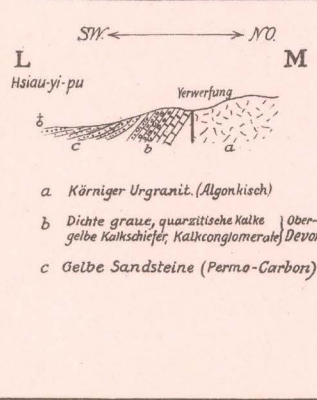 SW. NO.
L M
Hsiau-yi-pu
Verwerfung
c b a
a Körniger Urgranit. (Algonkisch)
b Dichte graue, quarzitische Kalke } Ober-
gelbe Kalkschiefer, Kalkconglomerate } Devon
c Gelbe Sandsteine (Permo-Carbon)